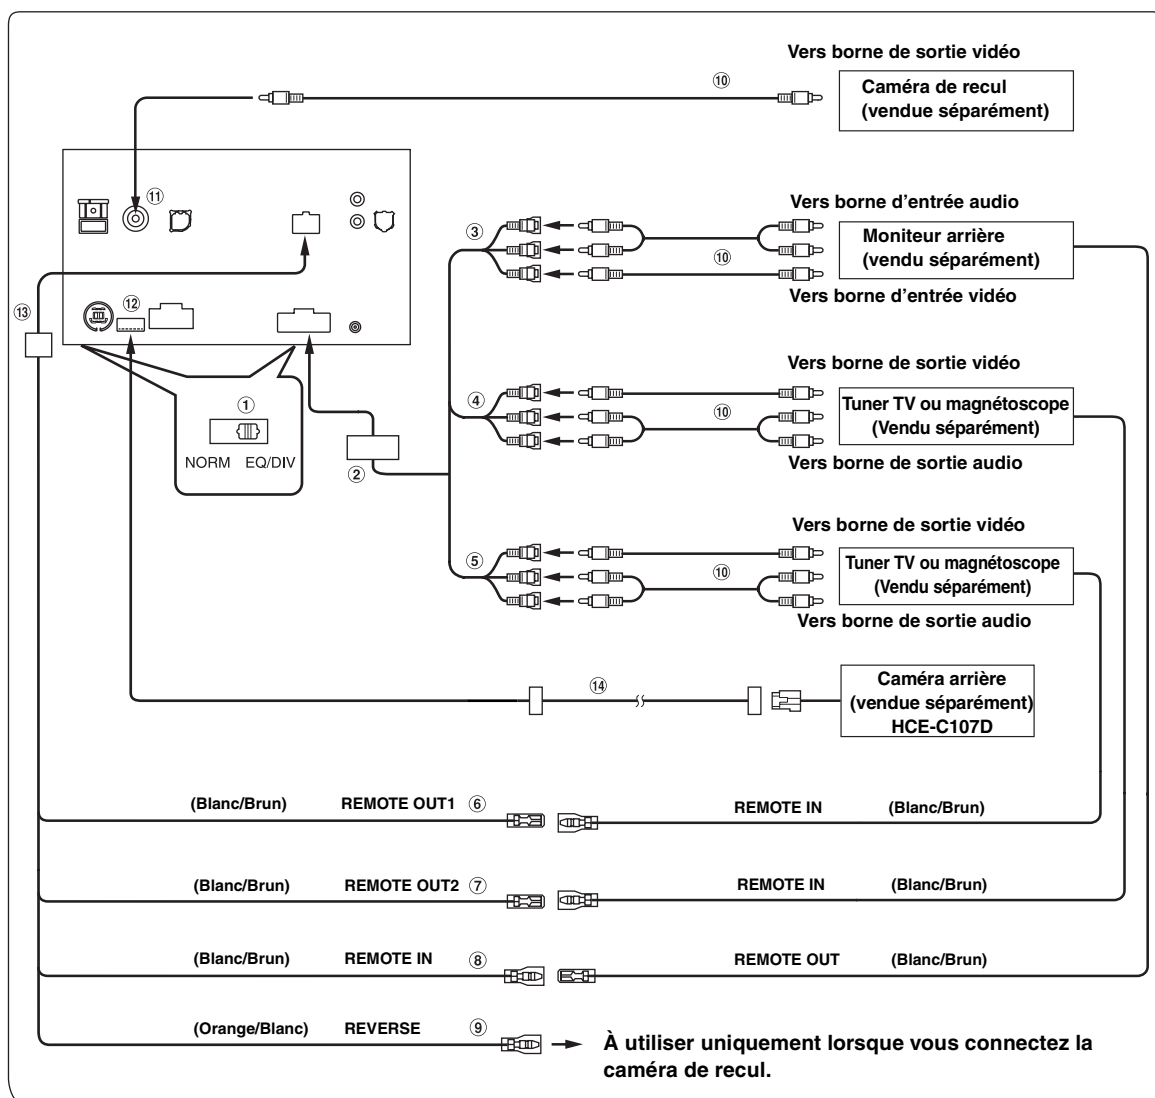 Vers borne de sortie vidéo
⑩
Caméra de recul
(vendue séparément)
⑪
Vers borne d'entrée audio
③
Moniteur arrière
(vendu séparément)
⑩
Vers borne d'entrée vidéo
⑬
⑫
Vers borne de sortie vidéo
①
④
⑩
Tuner TV ou magnétoscope
(Vendu séparément)
NORM EQ/DIV
②
Vers borne de sortie audio
Vers borne de sortie vidéo
⑤
⑩
Tuner TV ou magnétoscope
(Vendu séparément)
Vers borne de sortie audio
⑭
Caméra arrière
(vendue séparément)
HCE-C107D
(Blanc/Brun) REMOTE OUT1 ⑥
REMOTE IN (Blanc/Brun)
(Blanc/Brun) REMOTE OUT2 ⑦
REMOTE IN (Blanc/Brun)
(Blanc/Brun) REMOTE IN ⑧
REMOTE OUT (Blanc/Brun)
(Orange/Blanc) REVERSE ⑨
À utiliser uniquement lorsque vous connectez la
caméra de recul.